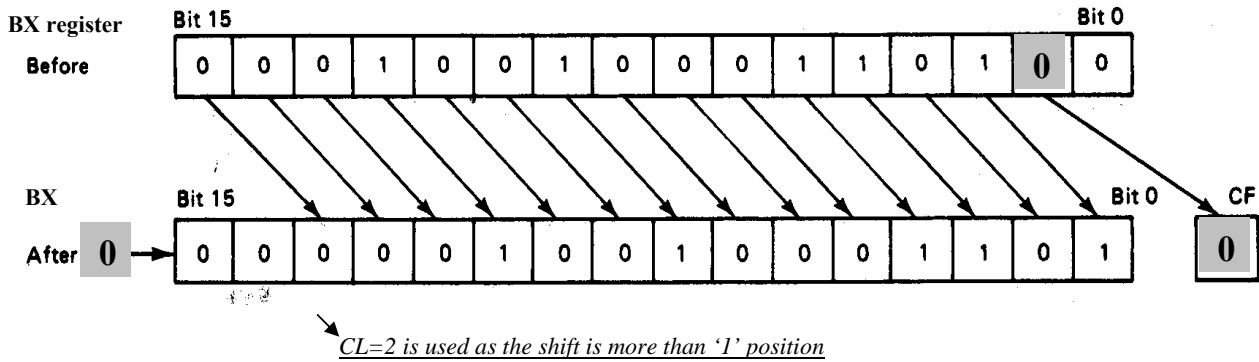 BX register Bit 15 Bit 0
Before 0 0 0 1 0 0 1 0 0 0 1 1 0 1 0 0
BX Bit 15 Bit 0 CF
After 0 0 0 0 0 0 1 0 0 1 0 0 0 1 1 0 1 0
CL=2 is used as the shift is more than ‘1’ position